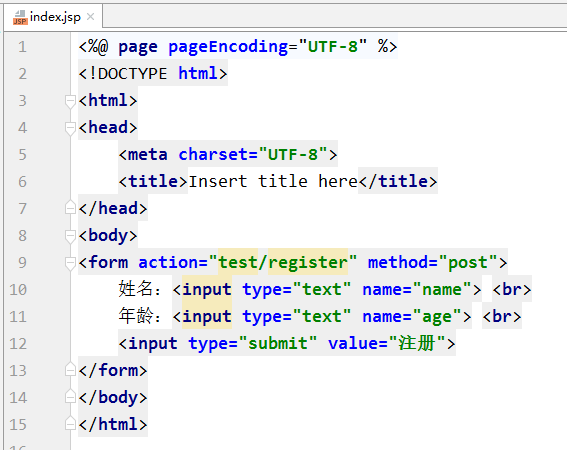 index.jsp
1 <%@ page pageEncoding="UTF-8" %>
2 <!DOCTYPE html>
3 <html>
4 <head>
5     <meta charset="UTF-8">
6     <title>Insert title here</title>
7 </head>
8 <body>
9 <form action="test/register" method="post">
10     姓名：<input type="text" name="name"> <br>
11     年龄：<input type="text" name="age"> <br>
12     <input type="submit" value="注册">
13 </form>
14 </body>
15 </html>